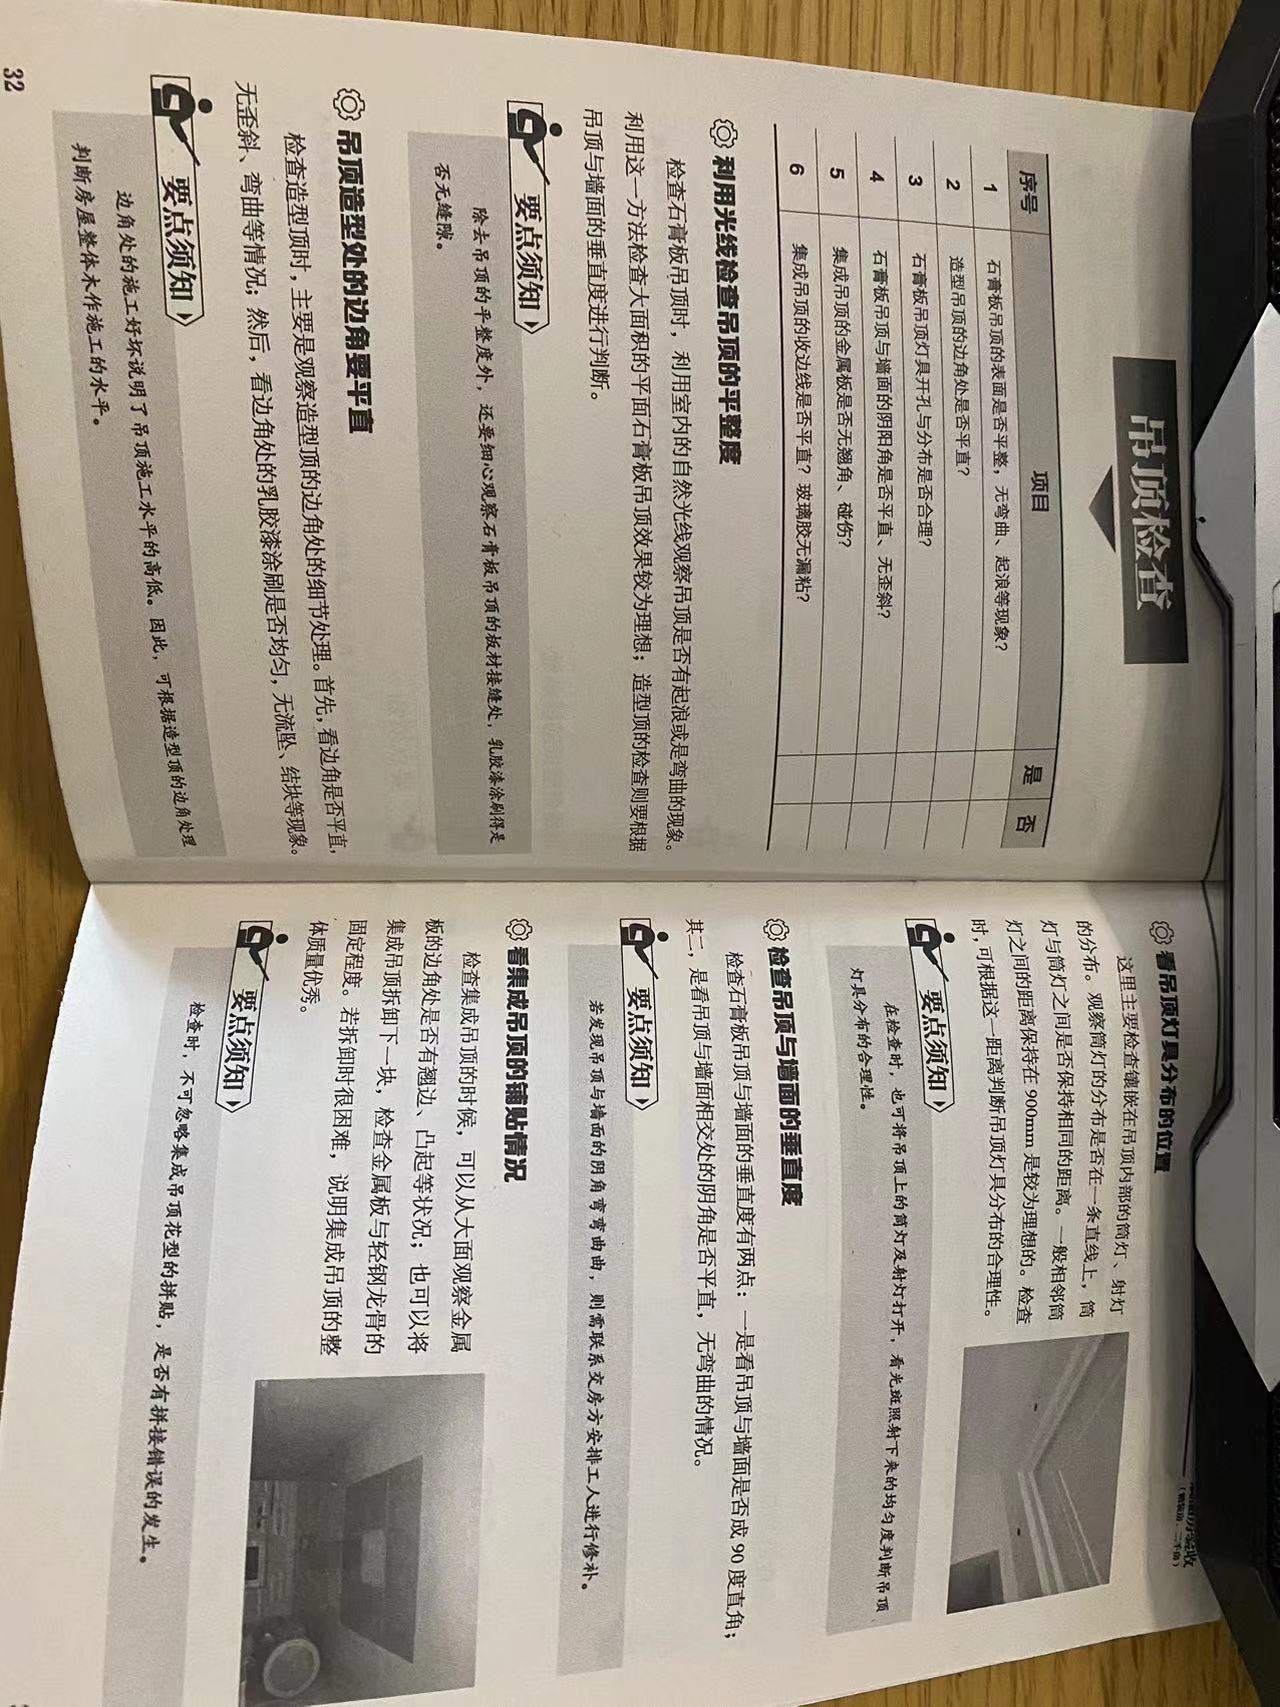 吊顶检查
序号 项目 是 否
1 石膏板吊顶的表面是否平整，无弯曲、起浪等现象？
2 造型吊顶的边角处是否平直？
3 石膏板吊顶灯具开孔与分布是否合理？
4 石膏板吊顶与墙面的阴阳角是否平直、无歪斜？
5 集成吊顶的金属板是否无翘角、碰伤？
6 集成吊顶的收边线是否平直？玻璃胶无漏粘？
利用光线检查吊顶的平整度
检查石膏板吊顶时，利用室内的自然光线观察吊顶是否有起浪或是弯曲的现象。
利用这一方法检查大面积的平面石膏板吊顶效果较为理想；造型顶的检查则要根据
吊顶与墙面的垂直度进行判断。
要点须知
除去吊顶的平整度外，还要细心观察石膏板吊顶的板材接缝处，乳胶漆涂刷得是
否无缝隙。
吊顶造型处的边角要平直
检查造型顶时，主要是观察造型顶的边角处的细节处理。首先，看边角是否平直，
无歪斜、弯曲等情况；然后，看边角处的乳胶漆涂刷是否均匀，无流坠、结块等现象。
要点须知
边角处的施工好坏说明了吊顶施工水平的高低。因此，可根据造型顶的边角处理
判断房屋整体木作施工的水平。
32
房验收
（精装房、二手房）
看吊顶灯具分布的位置
这里主要检查镶嵌在吊顶内部的筒灯、射灯
的分布。观察筒灯的分布是否在一条直线上，筒
灯与筒灯之间是否保持相同的距离。一般相邻筒
灯之间的距离保持在 900mm 是较为理想的。检查
时，可根据这一距离判断吊顶灯具分布的合理性。
要点须知
在检查时，也可将吊顶上的筒灯及射灯打开，看光斑照射下来的均匀度判断吊顶
灯具分布的合理性。
检查吊顶与墙面的垂直度
检查石膏板吊顶与墙面的垂直度有两点：一是看吊顶与墙面是否成 90 度直角；
其二，是看吊顶与墙面相交处的阴角是否平直，无弯曲的情况。
要点须知
若发现吊顶与墙面的阴角弯弯曲曲，则需联系交房方安排工人进行修补。
看集成吊顶的铺贴情况
检查集成吊顶的时候，可以从大面观察金属
板的边角处是否有翘边、凸起等状况；也可以将
集成吊顶拆卸下一块，检查金属板与轻钢龙骨的
固定程度。若拆卸时很困难，说明集成吊顶的整
体质量优秀。
要点须知
检查时，不可忽略集成吊顶花型的拼贴，是否有拼接错误的发生。